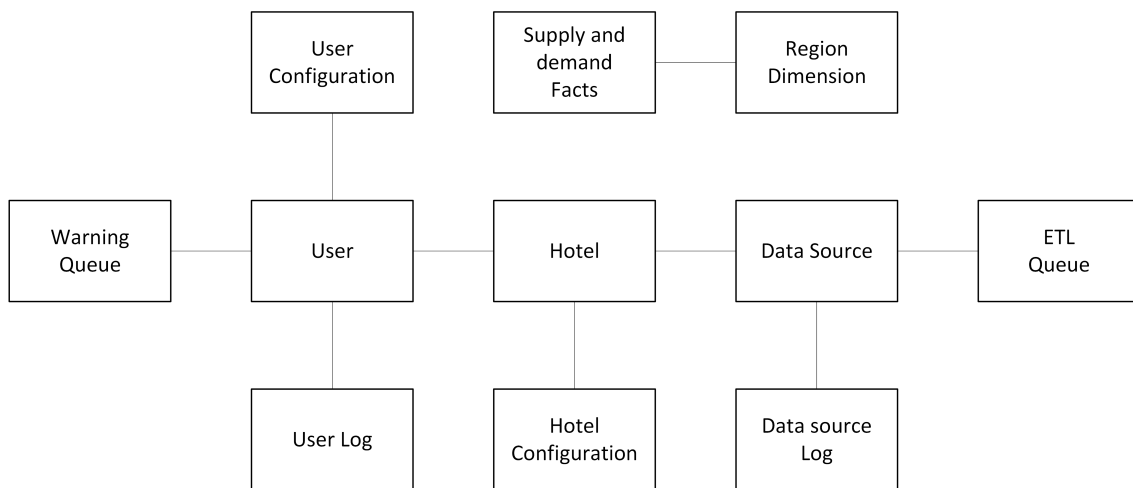 User
Configuration
Supply and
demand
Facts
Region
Dimension
Warning
Queue
User
Hotel
Data Source
ETL
Queue
User Log
Hotel
Configuration
Data source
Log